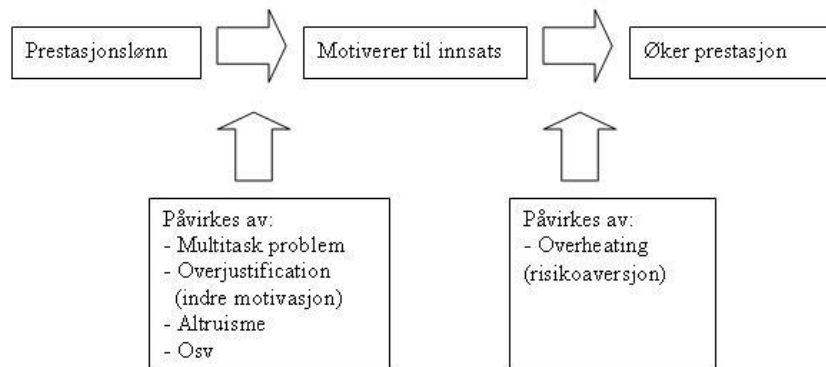 Prestasjonslønn
Motiverer til innsats
Øker prestasjon
Påvirkes av:
- Multitask problem
- Overjustification
(indre motivasjon)
- Altruisme
- Osv
Påvirkes av:
- Overheating
(risikoaversjon)